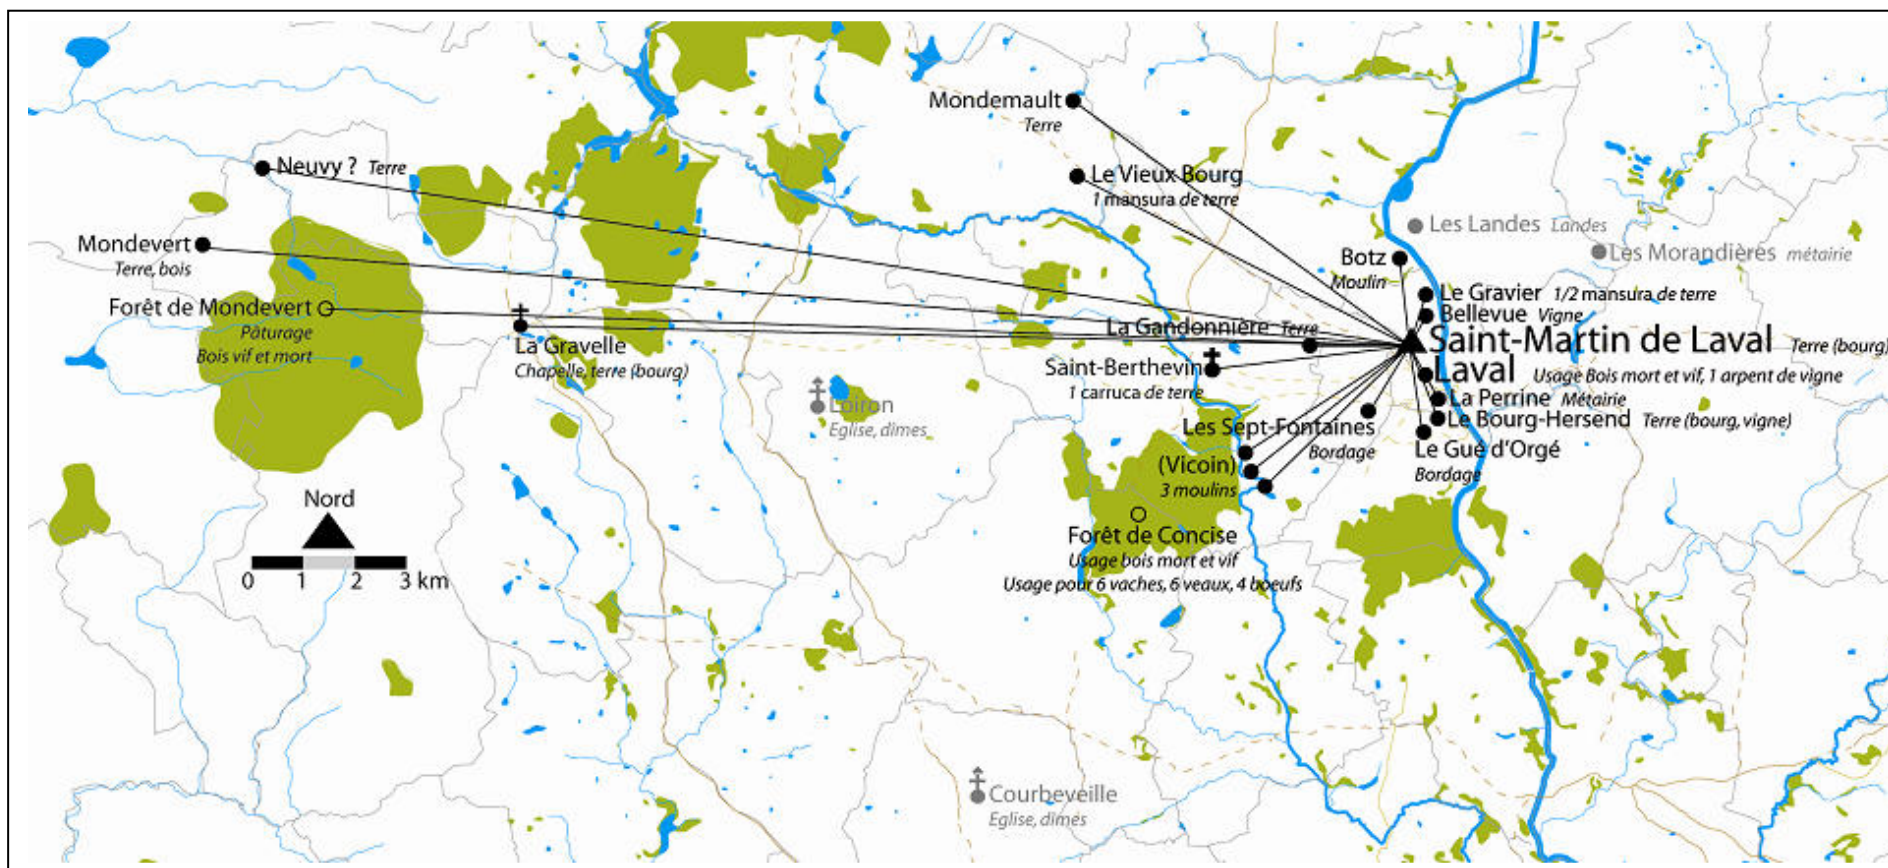 Mondemault
Terre
Neuvy ? Terre
Le Vieux Bourg
1 mansura de terre
Les Landes Landes
Mondevert
Terre, bois
Botz
Moulin
Les Morandières métairie
Forêt de Mondevert
Pâturage
Bois vif et mort
Le Gravier 1/2 mansura de terre
Bellevue Vigne
La Gandonnière Terre
Saint-Martin de Laval Terre (bourg)
La Gravelle
Chapelle, terre (bourg)
Saint-Berthevin
1 carruca de terre
Laval Usage Bois mort et vif, 1 arpent de vigne
La Perrine Métairie
Loiron
Eglise, dîmes
Le Bourg-Hersend Terre (bourg, vigne)
Les Sept-Fontaines
Bordage
Le Gué d'Orgé
Bordage
(Vicoin)
3 moulins
Nord
0 1 2 3 km
Forêt de Concise
Usage bois mort et vif
Usage pour 6 vaches, 6 veaux, 4 boeufs
Courbeveille
Eglise, dîmes